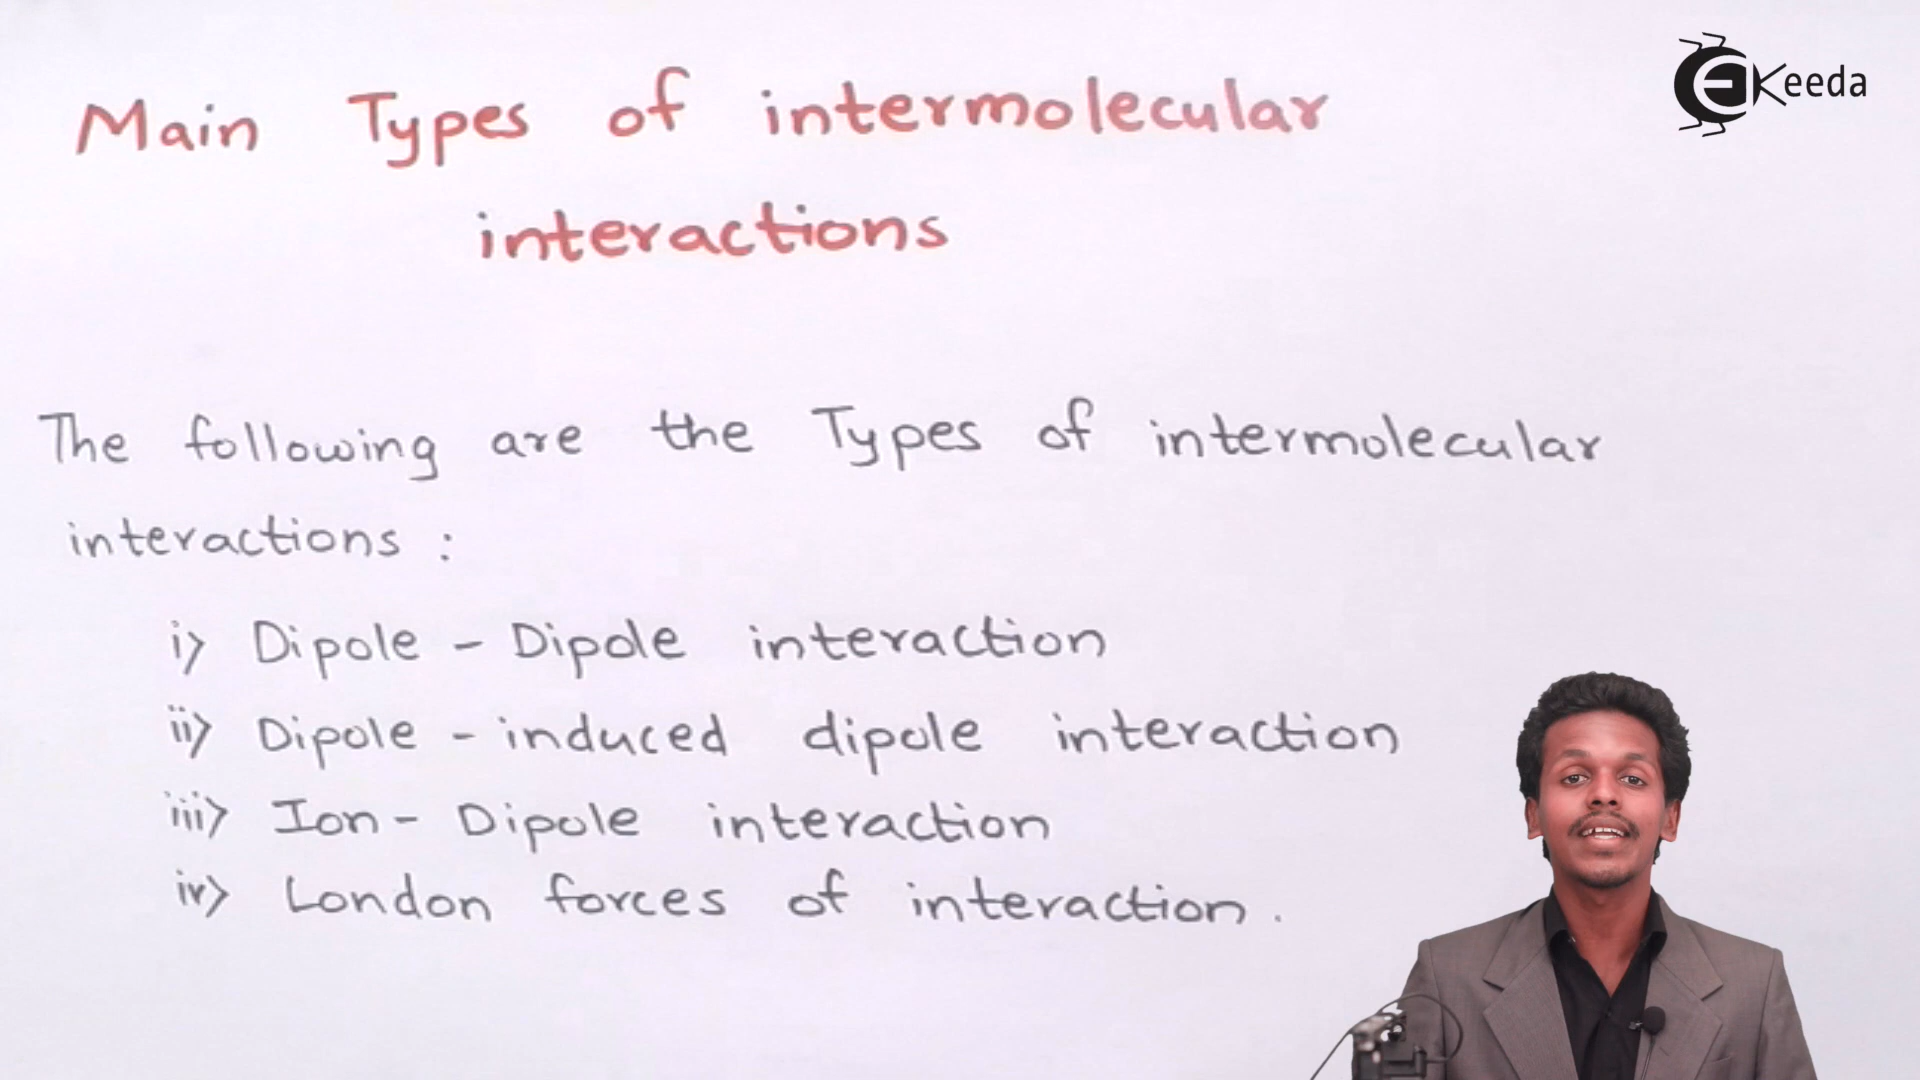 Main Types of intermolecular
interactions
EKeeda
The following are the Types of intermolecular
interactions :
i) Dipole - Dipole interaction
ii) Dipole - induced dipole interaction
iii) Ion - Dipole interaction
iv) London forces of interaction.